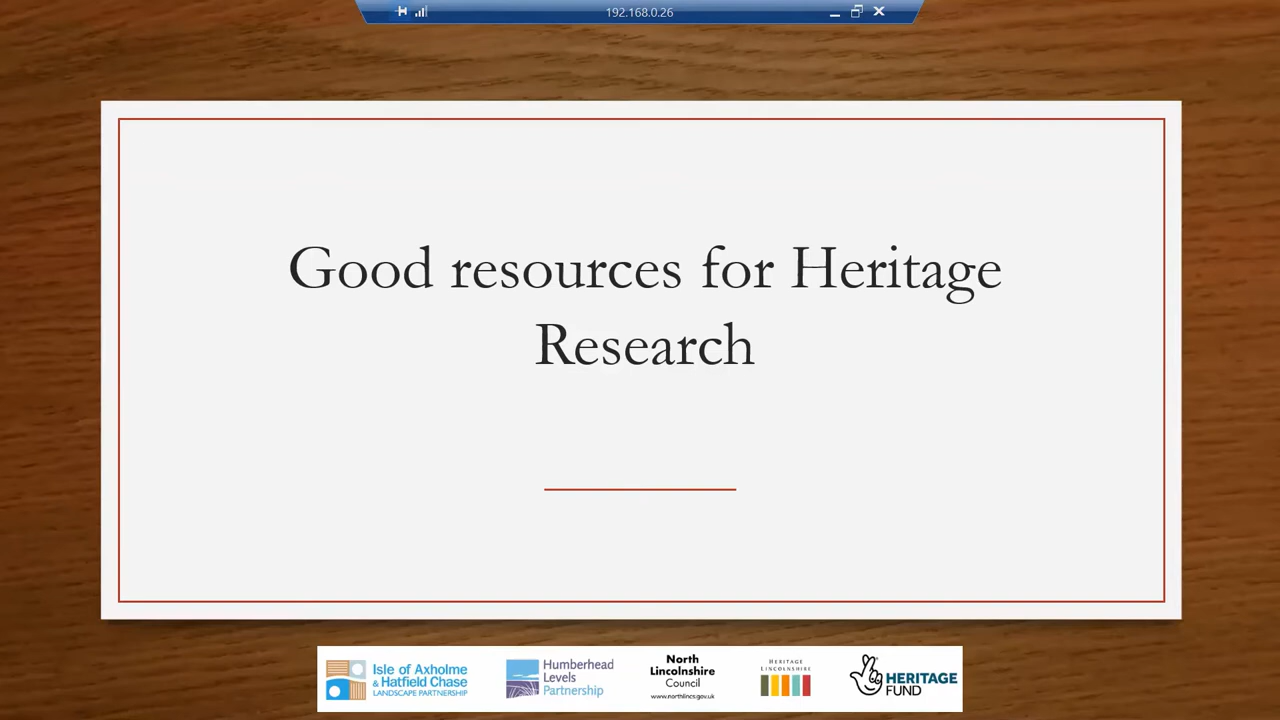 192.168.0.26
Good resources for Heritage
Research
Isle of Axholme
& Hatfield Chase
LANDSCAPE PARTNERSHIP
Humberhead
Levels
Partnership
North
Lincolnshire
Council
www.northlincs.gov.uk
HERITAGE
LINCOLNSHIRE
HERITAGE
FUND